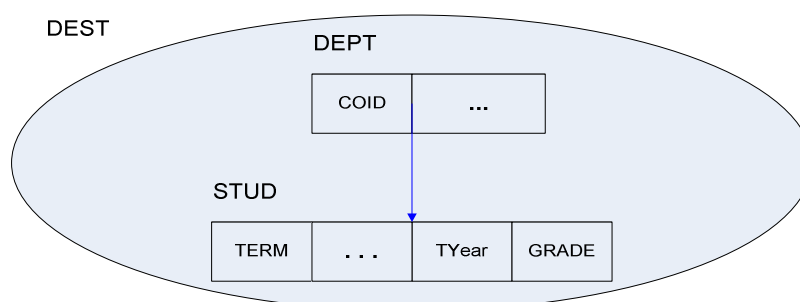 DEST
DEPT
COID ...
STUD
TERM . . . TYear GRADE